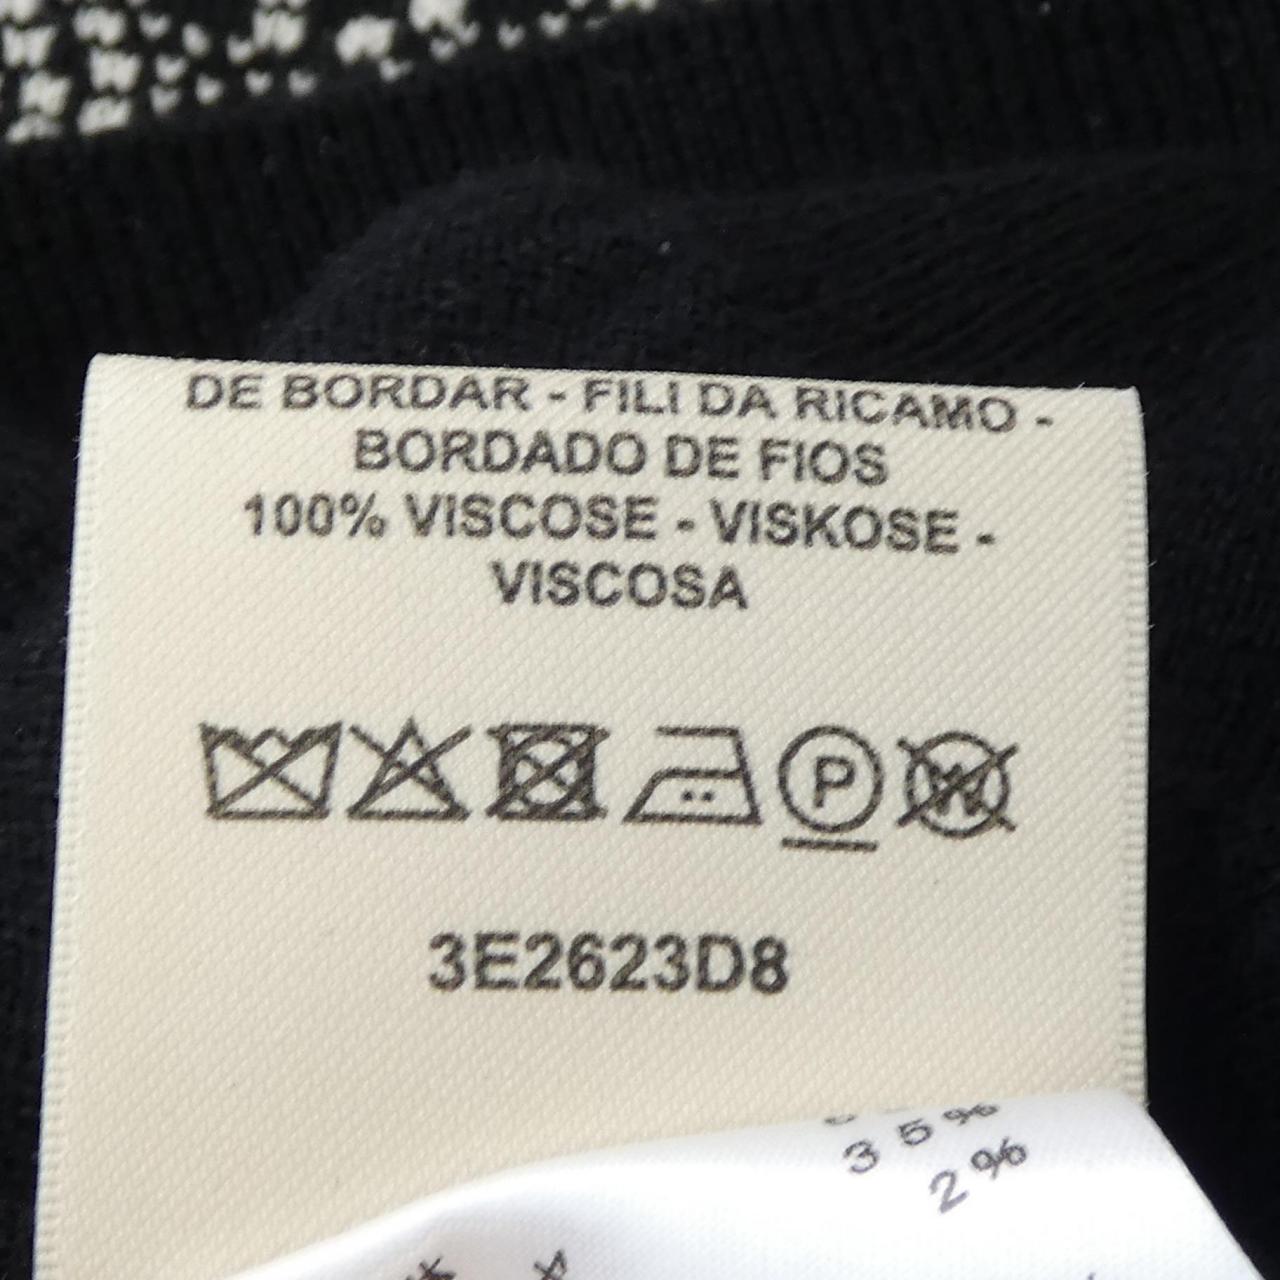 DE BORDAR - FILI DA RICAMO -
BORDADO DE FIOS
100% VISCOSE - VISKOSE -
VISCOSA
P W
3E2623D8
35%
2%